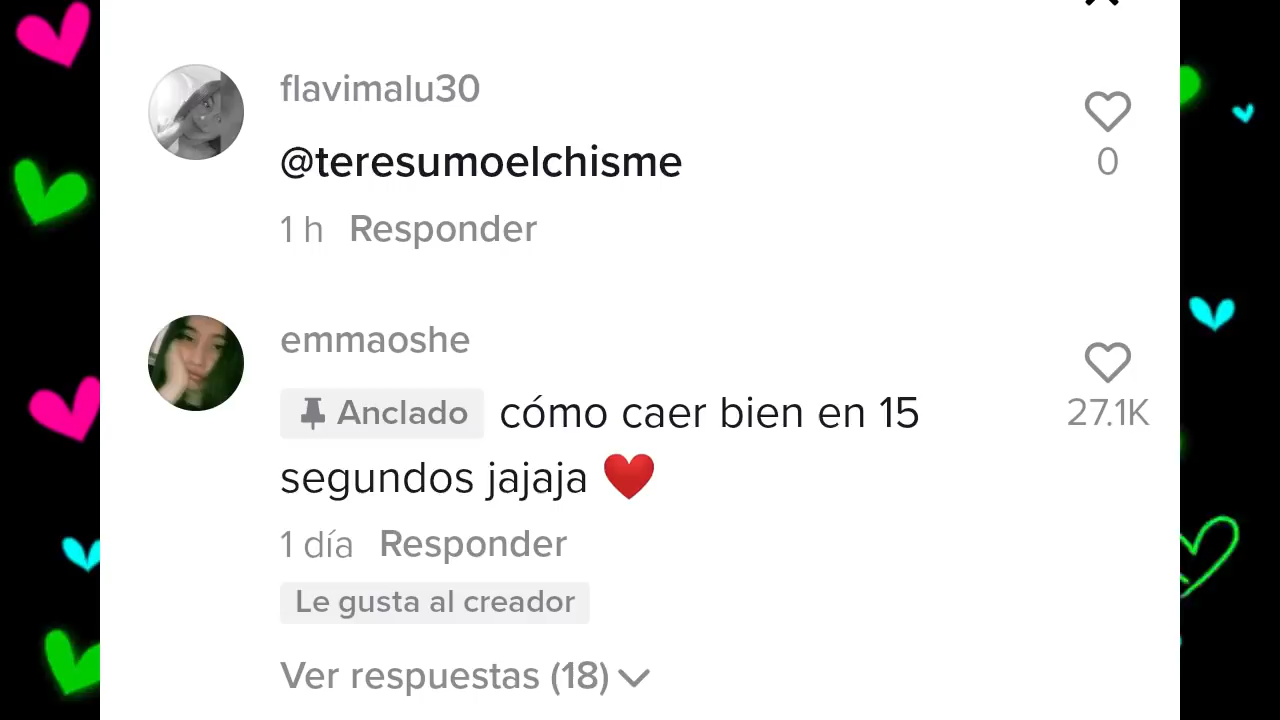 flavimalu30
@teresumoelchisme
0
1 h Responder
emmaoshe
Anclado cómo caer bien en 15
27.1K
segundos jajaja ❤️
1 día Responder
Le gusta al creador
Ver respuestas (18)